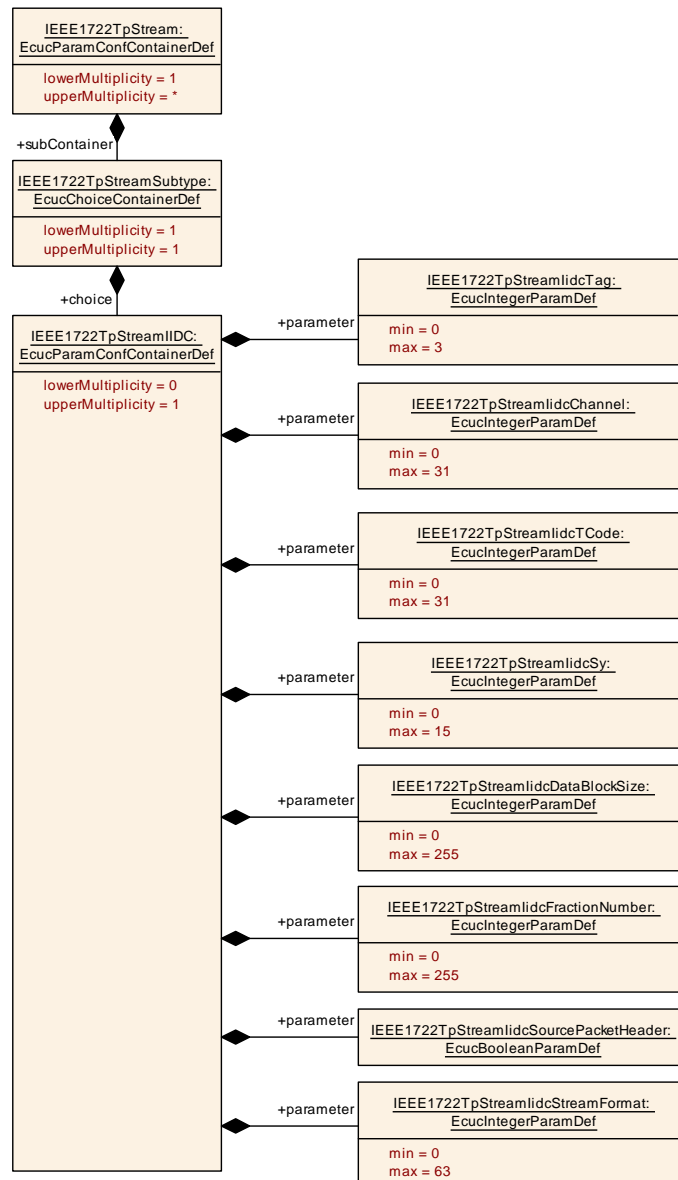 IEEE1722TpStream:
EcucParamConfContainerDef
lowerMultiplicity = 1
upperMultiplicity = *
+subContainer
IEEE1722TpStreamSubtype:
EcucChoiceContainerDef
lowerMultiplicity = 1
upperMultiplicity = 1
+choice
IEEE1722TpStreamIIDC:
EcucParamConfContainerDef
lowerMultiplicity = 0
upperMultiplicity = 1
+parameter
IEEE1722TpStreamIidcTag:
EcucIntegerParamDef
min = 0
max = 3
+parameter
IEEE1722TpStreamIidcChannel:
EcucIntegerParamDef
min = 0
max = 31
+parameter
IEEE1722TpStreamIidcTCode:
EcucIntegerParamDef
min = 0
max = 31
+parameter
IEEE1722TpStreamIidcSy:
EcucIntegerParamDef
min = 0
max = 15
+parameter
IEEE1722TpStreamIidcDataBlockSize:
EcucIntegerParamDef
min = 0
max = 255
+parameter
IEEE1722TpStreamIidcFractionNumber:
EcucIntegerParamDef
min = 0
max = 255
+parameter
IEEE1722TpStreamIidcSourcePacketHeader:
EcucBooleanParamDef
+parameter
IEEE1722TpStreamIidcStreamFormat:
EcucIntegerParamDef
min = 0
max = 63